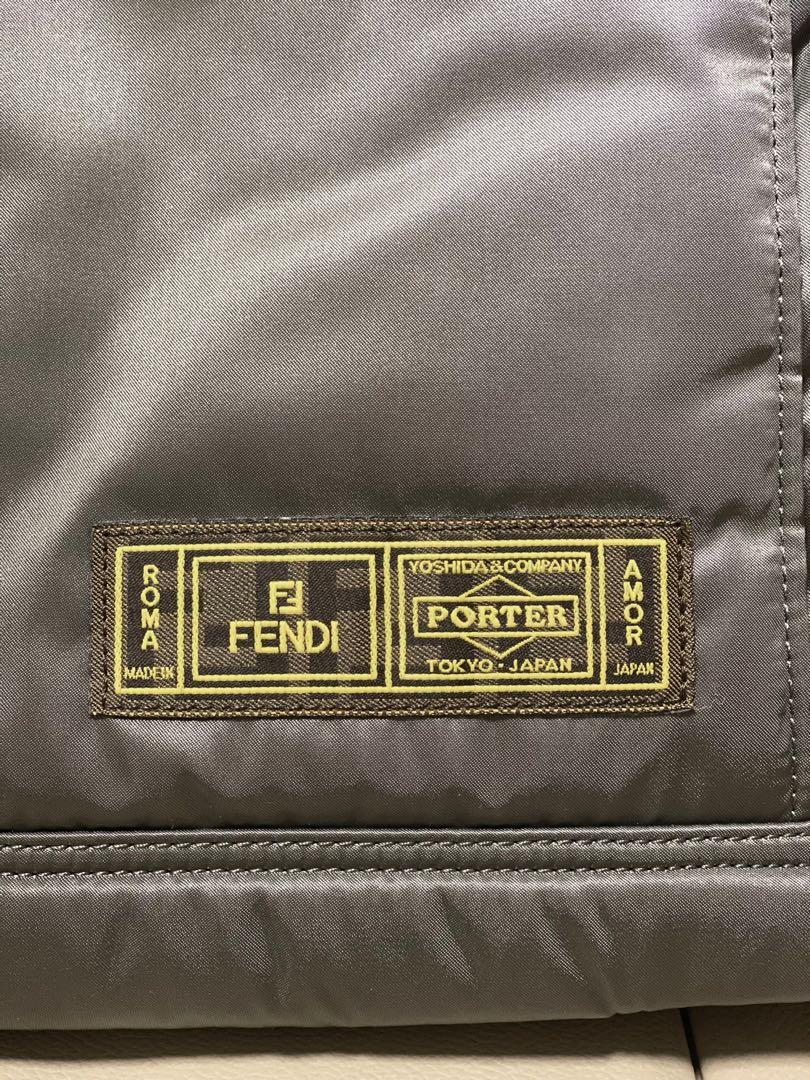 ROMA
MADE IN
FENDI
YOSHIDA & COMPANY
PORTER
TOKYO · JAPAN
AMOR
JAPAN